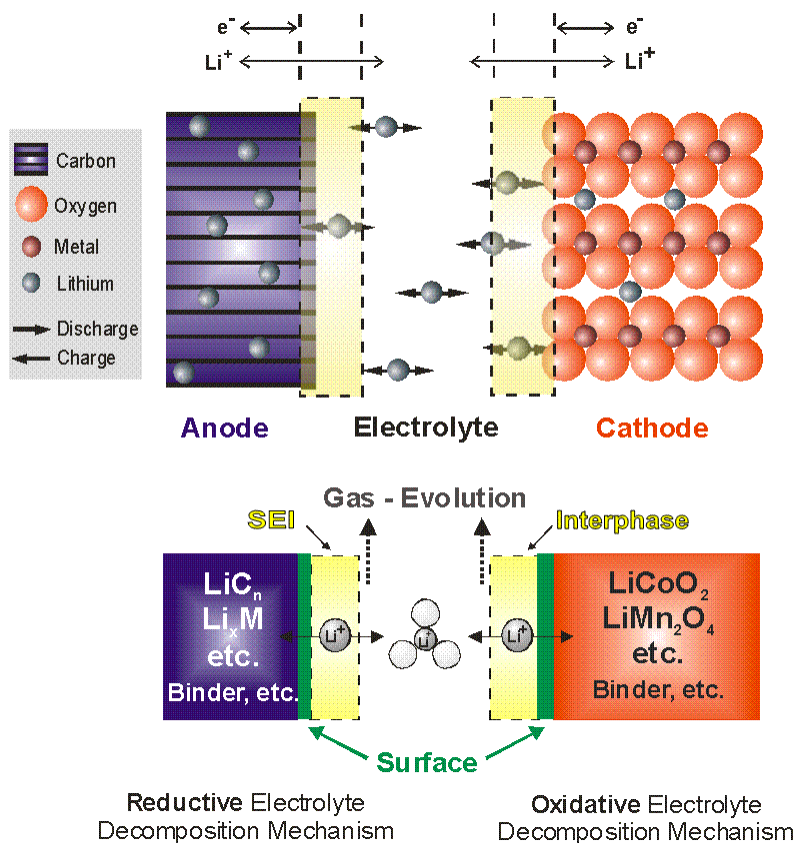 e⁻ e⁻
Li⁺ Li⁺
Carbon
Oxygen
Metal
Lithium
Discharge
Charge
Anode Electrolyte Cathode
Gas - Evolution
SEI Interphase
LiCₙ LiCoO₂
LiₓM LiMn₂O₄
etc. etc.
Binder, etc. Binder, etc.
Li⁺ Li⁺ Li⁺
Surface
Reductive Electrolyte Oxidative Electrolyte
Decomposition Mechanism Decomposition Mechanism